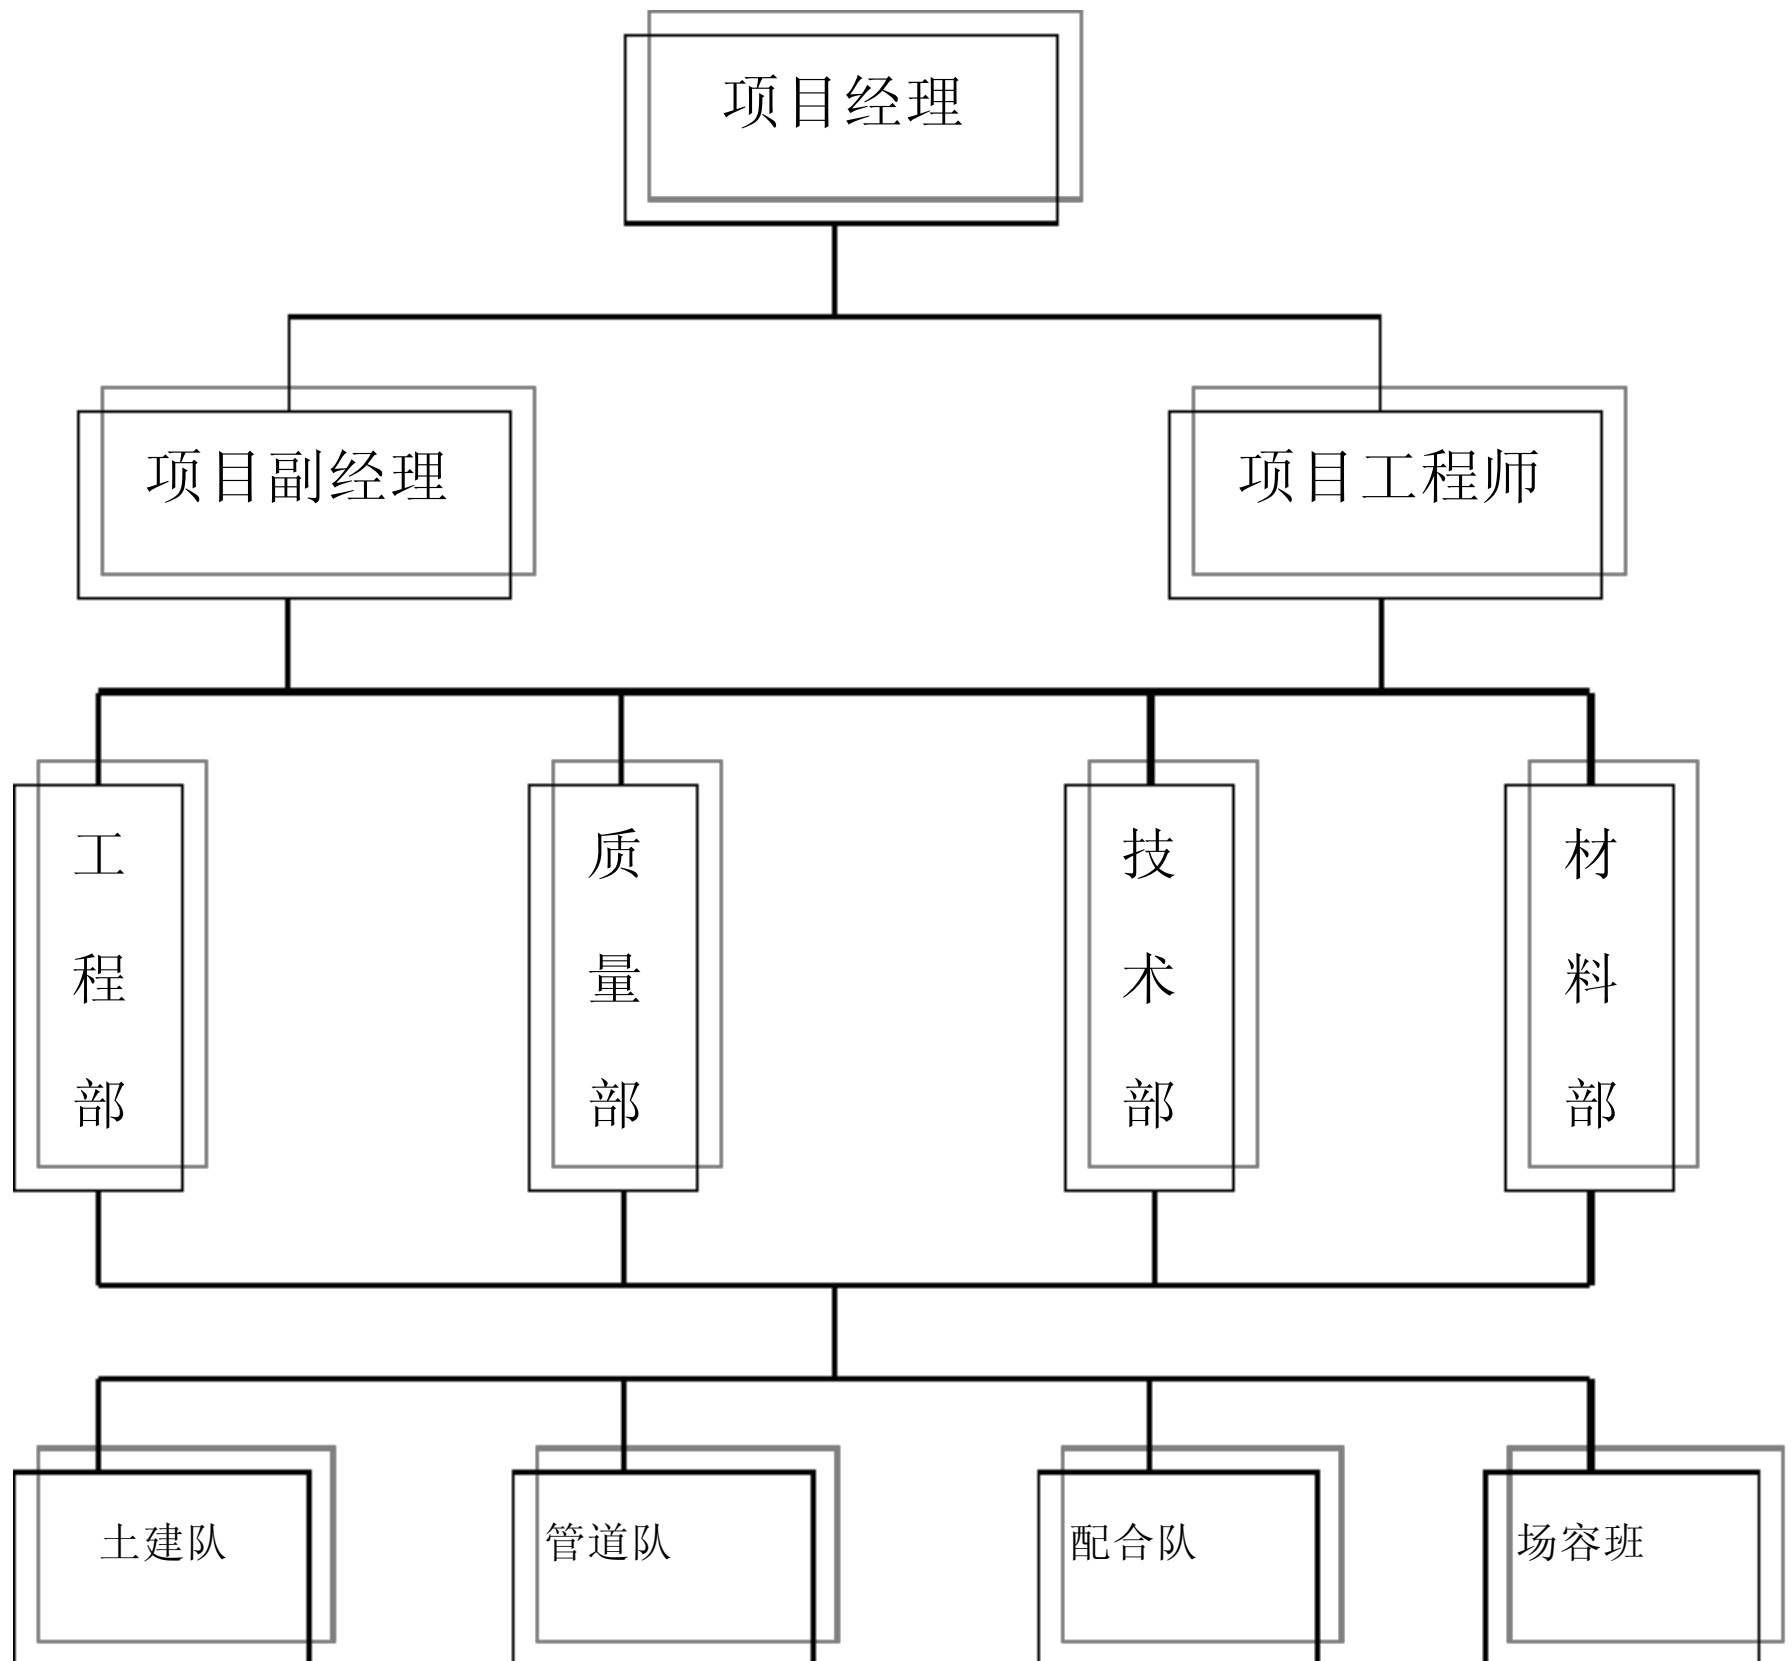 项目经理
项目副经理
项目工程师
工程部
质量部
技术部
材料部
土建队
管道队
配合队
场容班